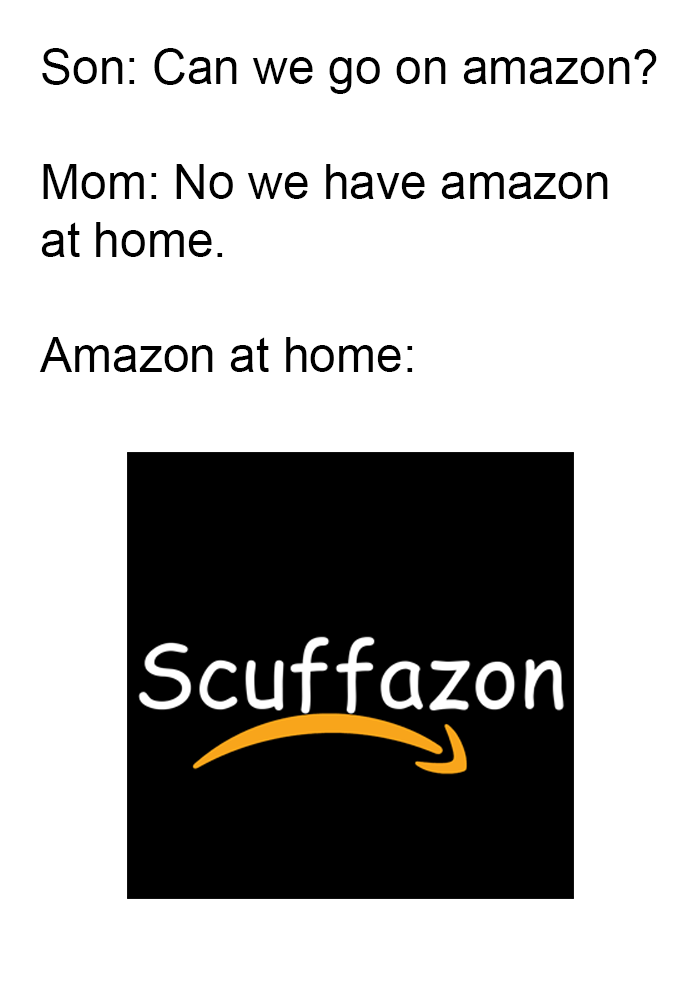 Son: Can we go on amazon?
Mom: No we have amazon
at home.
Amazon at home:
Scuffazon